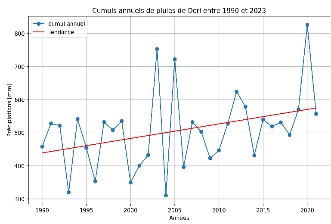 Cumuls annuels de pluies de Dori entre 1990 et 2023
cumul annuel
Tendance
Précipitations (mm)
800
700
600
500
400
300
1990
1995
2000
2005
2010
2015
2020
Années